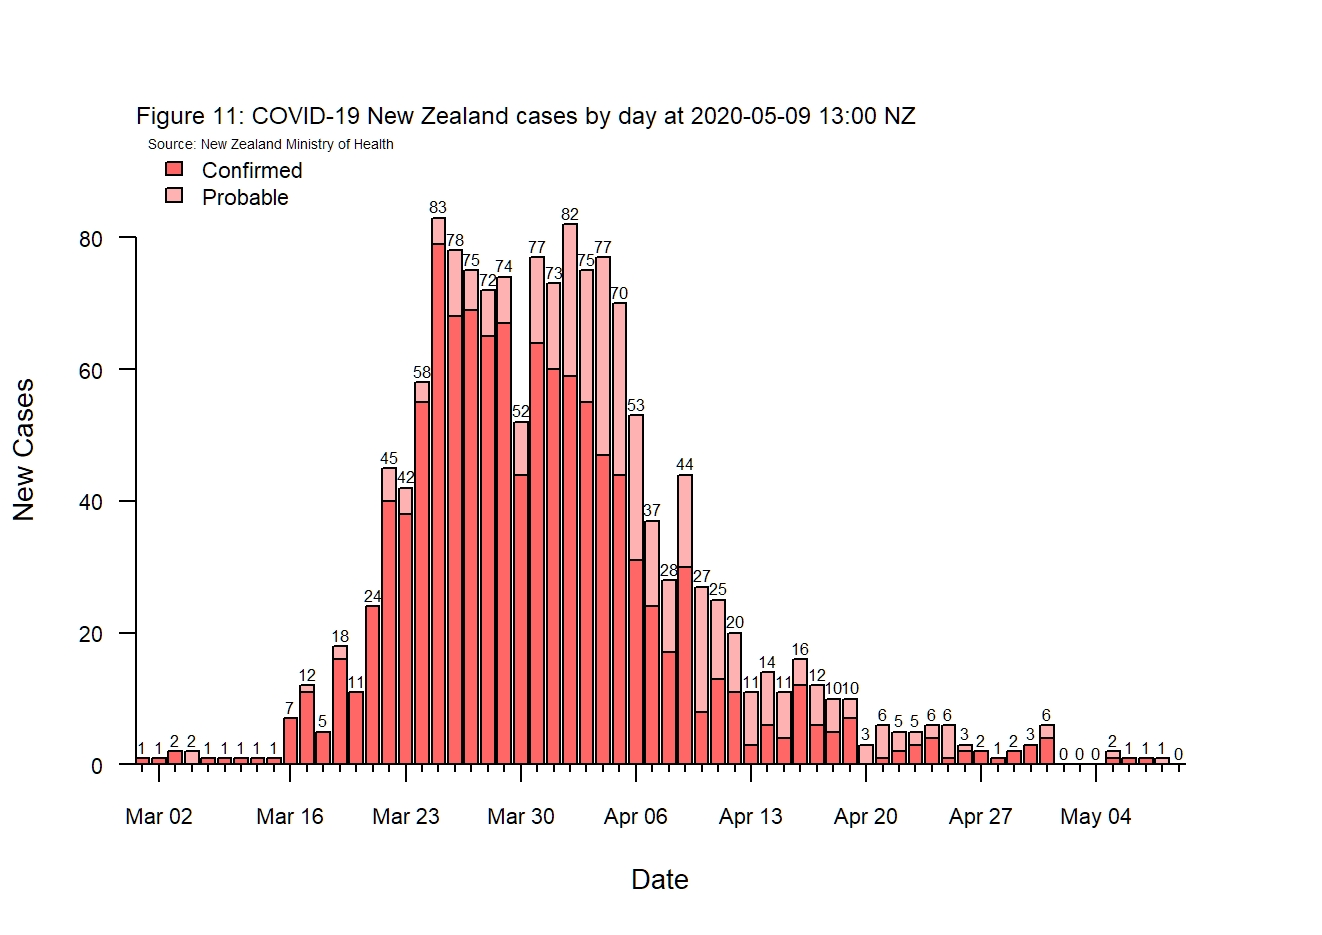 Figure 11: COVID-19 New Zealand cases by day at 2020-05-09 13:00 NZ
Source: New Zealand Ministry of Health
Confirmed
Probable
New Cases
80
60
40
20
0
1 1 2 2 1 1 1 1 1 7 12 5 18 11 24 45 42 58 83 78 75 72 74 52 77 73 82 75 77 70 53 37 28 44 27 25 20 11 14 11 16 12 10 10 3 6 5 5 6 6 3 2 1 2 3 6 0 0 0 2 1 1 1 0
Mar 02 Mar 16 Mar 23 Mar 30 Apr 06 Apr 13 Apr 20 Apr 27 May 04
Date